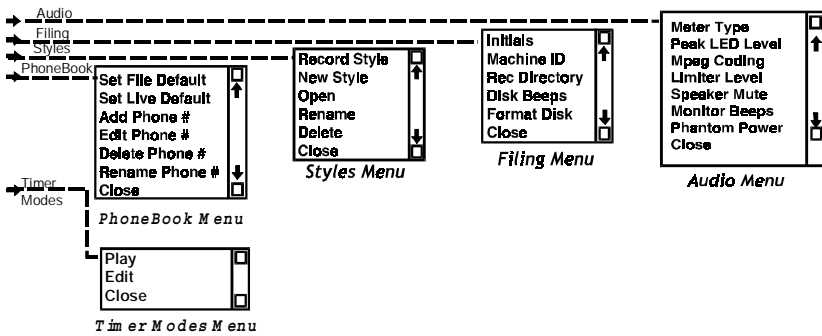 Audio
Filing
Styles
PhoneBook
Set File Default
Set Live Default
Add Phone #
Edit Phone #
Delete Phone #
Rename Phone #
Close
PhoneBook Menu
Record Style
New Style
Open
Rename
Delete
Close
Styles Menu
Initials
Machine ID
Rec Directory
Disk Beeps
Format Disk
Close
Filing Menu
Meter Type
Peak LED Level
Mpeg Coding
Limiter Level
Speaker Mute
Monitor Beeps
Phantom Power
Close
Audio Menu
Timer
Modes
Play
Edit
Close
Timer Modes Menu